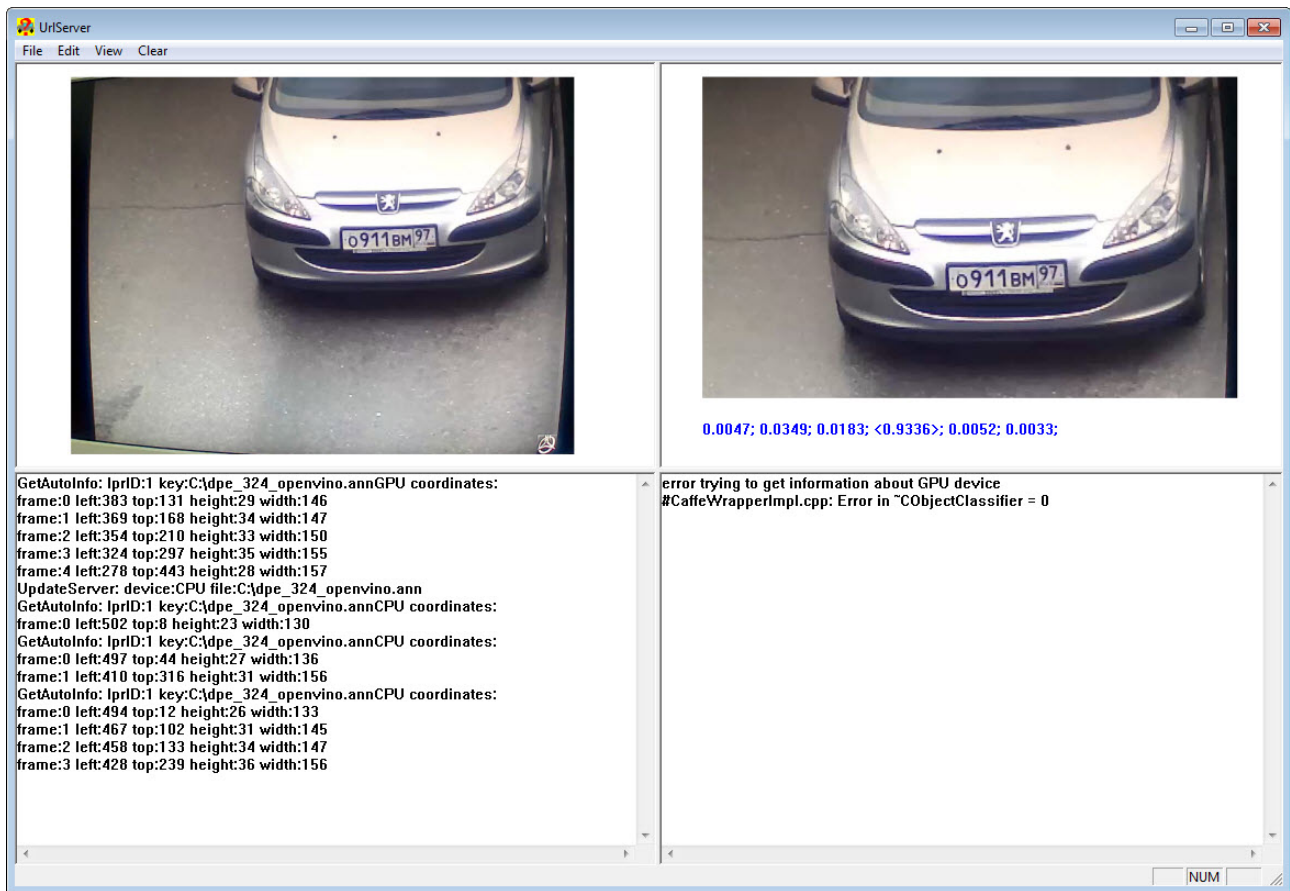 UrlServer
File Edit View Clear
О911ВМ 97
О911ВМ 97
0.0047; 0.0349; 0.0183; <0.9336>; 0.0052; 0.0033;
GetAutoInfo: lprID:1 key:C:\dpe_324_openvino.annGPU coordinates:
frame:0 left:383 top:131 height:29 width:146
frame:1 left:369 top:168 height:34 width:147
frame:2 left:354 top:210 height:33 width:150
frame:3 left:324 top:297 height:35 width:155
frame:4 left:278 top:443 height:28 width:157
UpdateServer: device:CPU file:C:\dpe_324_openvino.ann
GetAutoInfo: lprID:1 key:C:\dpe_324_openvino.annCPU coordinates:
frame:0 left:502 top:8 height:23 width:130
GetAutoInfo: lprID:1 key:C:\dpe_324_openvino.annCPU coordinates:
frame:0 left:497 top:44 height:27 width:136
frame:1 left:410 top:316 height:31 width:156
GetAutoInfo: lprID:1 key:C:\dpe_324_openvino.annCPU coordinates:
frame:0 left:494 top:12 height:26 width:133
frame:1 left:467 top:102 height:31 width:145
frame:2 left:458 top:133 height:34 width:147
frame:3 left:428 top:239 height:36 width:156
error trying to get information about GPU device
#CaffeWrapperImpl.cpp: Error in ~CObjectClassifier = 0
NUM